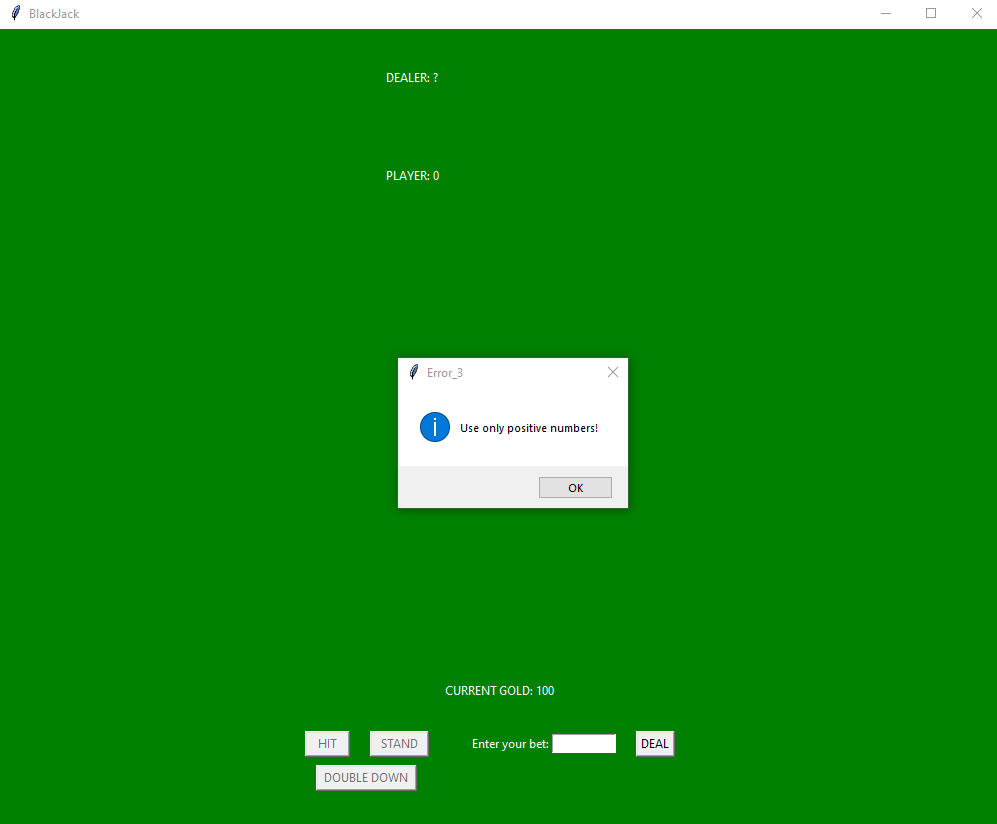 BlackJack
DEALER: ?
PLAYER: 0
Error_3
i
Use only positive numbers!
OK
CURRENT GOLD: 100
HIT STAND Enter your bet: DEAL
DOUBLE DOWN